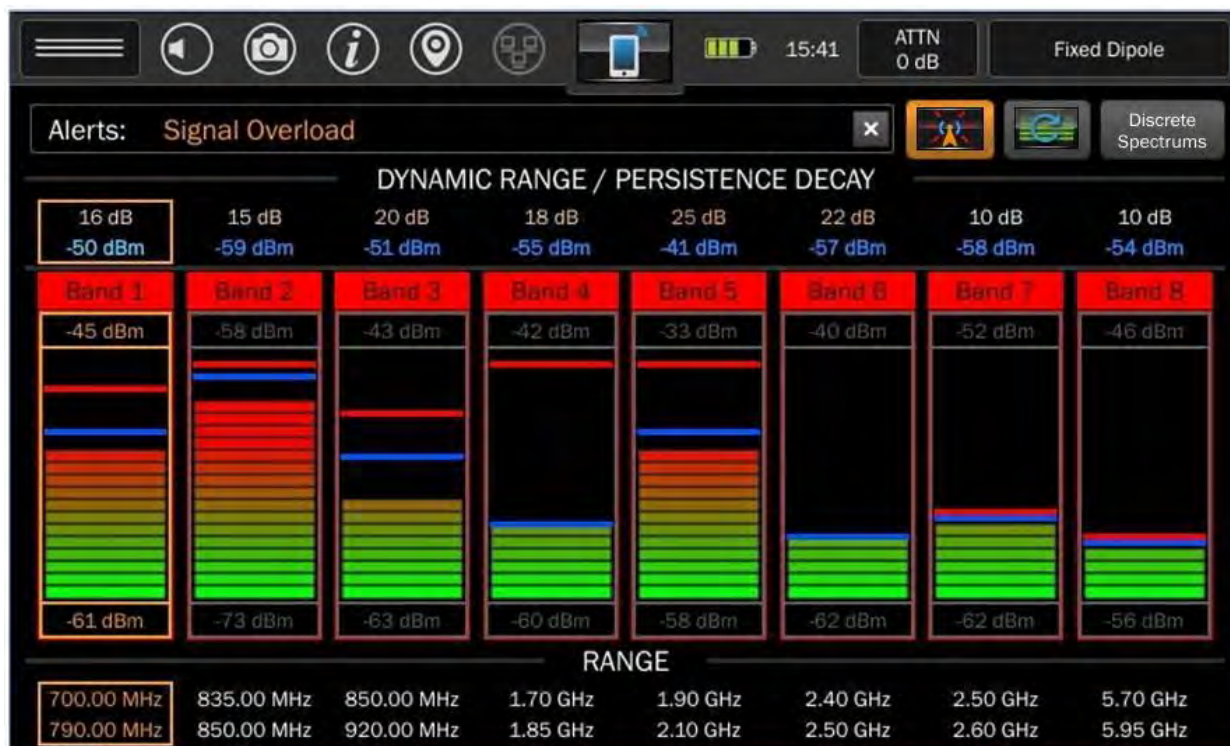 15:41
ATTN
0 dB
Fixed Dipole
Alerts: Signal Overload
Discrete
Spectrums
DYNAMIC RANGE / PERSISTENCE DECAY
16 dB 15 dB 20 dB 18 dB 25 dB 22 dB 10 dB 10 dB
-50 dBm -59 dBm -51 dBm -55 dBm -41 dBm -57 dBm -58 dBm -54 dBm
Band 1 Band 2 Band 3 Band 4 Band 5 Band 6 Band 7 Band 8
-45 dBm -58 dBm -43 dBm -42 dBm -33 dBm -40 dBm -52 dBm -46 dBm
-61 dBm -73 dBm -63 dBm -60 dBm -58 dBm -62 dBm -62 dBm -56 dBm
RANGE
700.00 MHz 835.00 MHz 850.00 MHz 1.70 GHz 1.90 GHz 2.40 GHz 2.50 GHz 5.70 GHz
790.00 MHz 850.00 MHz 920.00 MHz 1.85 GHz 2.10 GHz 2.50 GHz 2.60 GHz 5.95 GHz